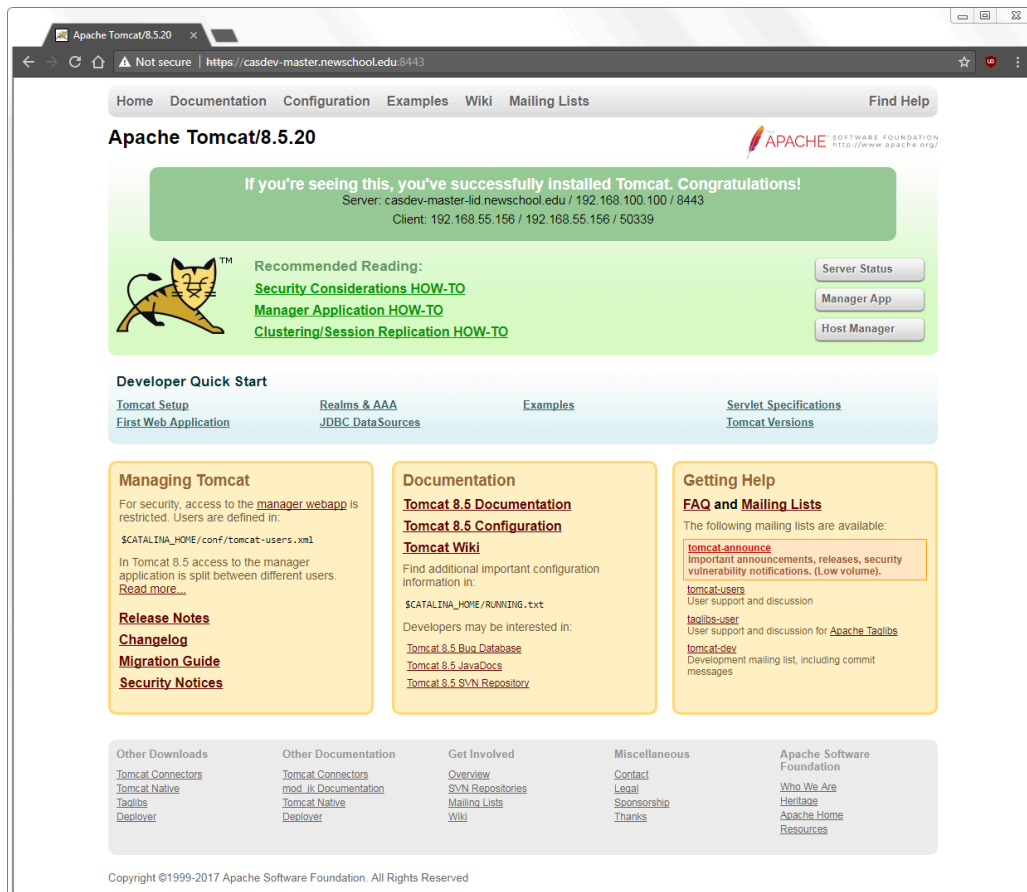 Apache Tomcat/8.5.20
Not secure | https://casdev-master.newschool.edu:8443
Home Documentation Configuration Examples Wiki Mailing Lists Find Help
Apache Tomcat/8.5.20
APACHE SOFTWARE FOUNDATION
http://www.apache.org/
If you're seeing this, you've successfully installed Tomcat. Congratulations!
Server: casdev-master-lid.newschool.edu / 192.168.100.100 / 8443
Client: 192.168.55.156 / 192.168.55.156 / 50339
TM
Recommended Reading:
Security Considerations HOW-TO
Manager Application HOW-TO
Clustering/Session Replication HOW-TO
Server Status
Manager App
Host Manager
Developer Quick Start
Tomcat Setup
First Web Application
Realms & AAA
JDBC DataSources
Examples
Servlet Specifications
Tomcat Versions
Managing Tomcat
For security, access to the manager webapp is
restricted. Users are defined in:
$CATALINA_HOME/conf/tomcat-users.xml
In Tomcat 8.5 access to the manager
application is split between different users.
Read more...
Release Notes
Changelog
Migration Guide
Security Notices
Documentation
Tomcat 8.5 Documentation
Tomcat 8.5 Configuration
Tomcat Wiki
Find additional important configuration
information in:
$CATALINA_HOME/RUNNING.txt
Developers may be interested in:
Tomcat 8.5 Bug Database
Tomcat 8.5 JavaDocs
Tomcat 8.5 SVN Repository
Getting Help
FAQ and Mailing Lists
The following mailing lists are available:
tomcat-announce
Important announcements, releases, security
vulnerability notifications. (Low volume).
tomcat-users
User support and discussion
taglibs-user
User support and discussion for Apache Taglibs
tomcat-dev
Development mailing list, including commit
messages
Other Downloads
Tomcat Connectors
Tomcat Native
Taglibs
Deployer
Other Documentation
Tomcat Connectors
mod_jk Documentation
Tomcat Native
Deployer
Get Involved
Overview
SVN Repositories
Mailing Lists
Wiki
Miscellaneous
Contact
Legal
Sponsorship
Thanks
Apache Software
Foundation
Who We Are
Heritage
Apache Home
Resources
Copyright ©1999-2017 Apache Software Foundation. All Rights Reserved